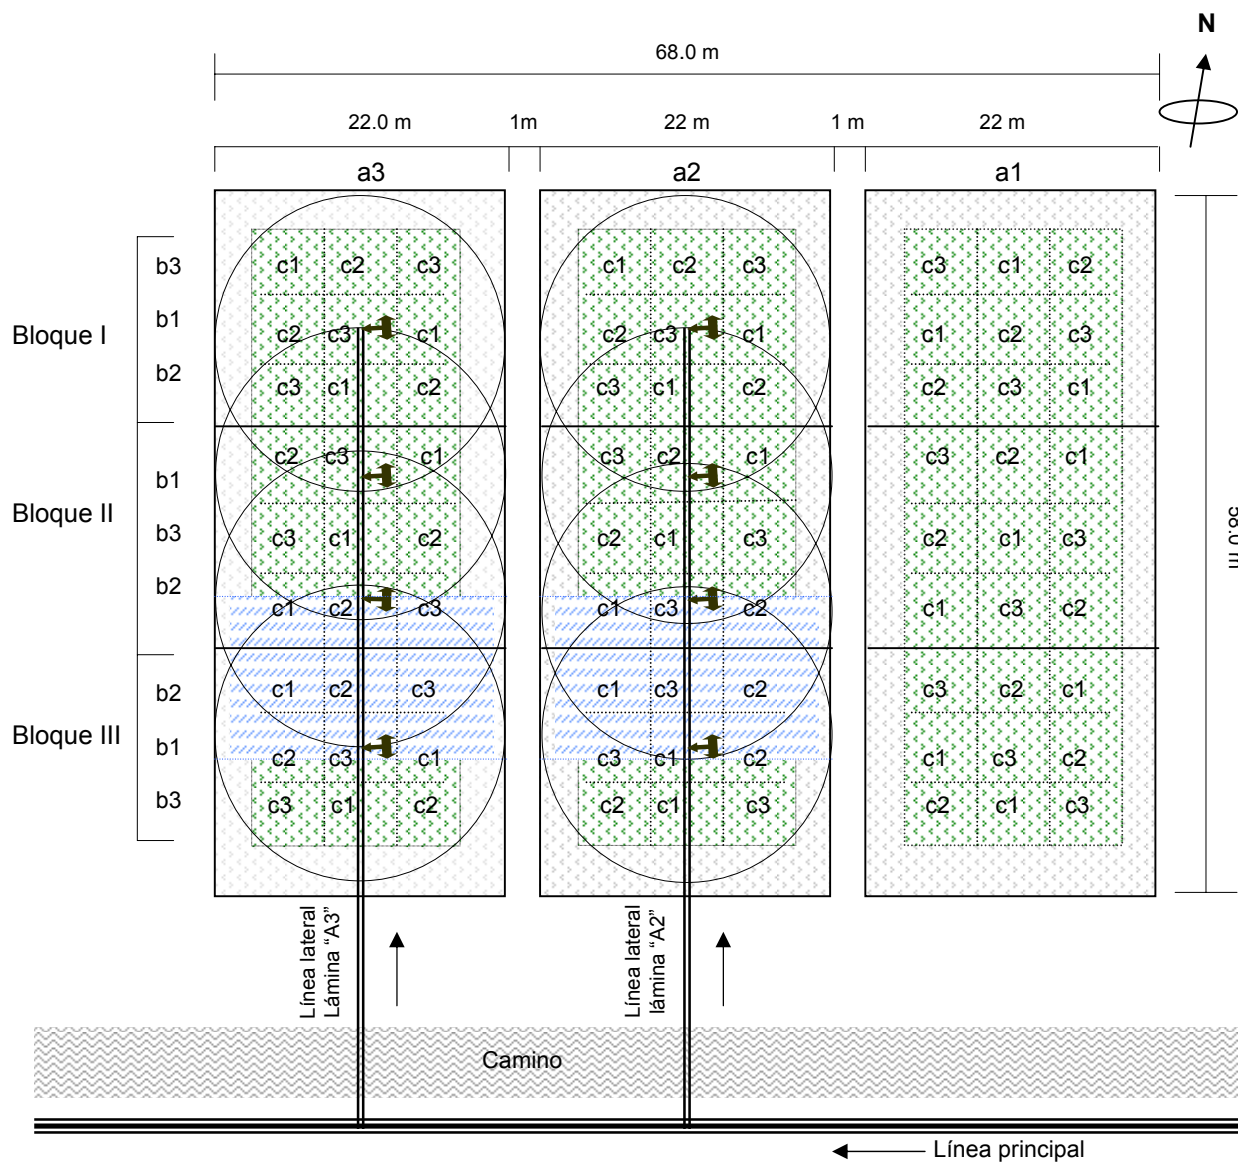 N
68.0 m
22.0 m 1m 22 m 1 m 22 m
a3 a2 a1
b3 c1 c2 c3 c1 c2 c3 c3 c1 c2
Bloque I b1 c2 c3 c1 c2 c3 c1 c1 c2 c3
b2 c3 c1 c2 c3 c1 c2 c2 c3 c1
b1 c2 c3 c1 c3 c2 c1 c3 c2 c1
Bloque II b3 c3 c1 c2 c2 c1 c3 c2 c1 c3
58.0 m
b2 c1 c2 c3 c1 c3 c2 c1 c3 c2
b2 c1 c2 c3 c1 c3 c2 c3 c2 c1
Bloque III b1 c2 c3 c1 c3 c1 c2 c1 c3 c2
b3 c3 c1 c2 c2 c1 c3 c2 c1 c3
Línea lateral
Lámina “A3”
Línea lateral
lámina “A2”
Camino
Línea principal